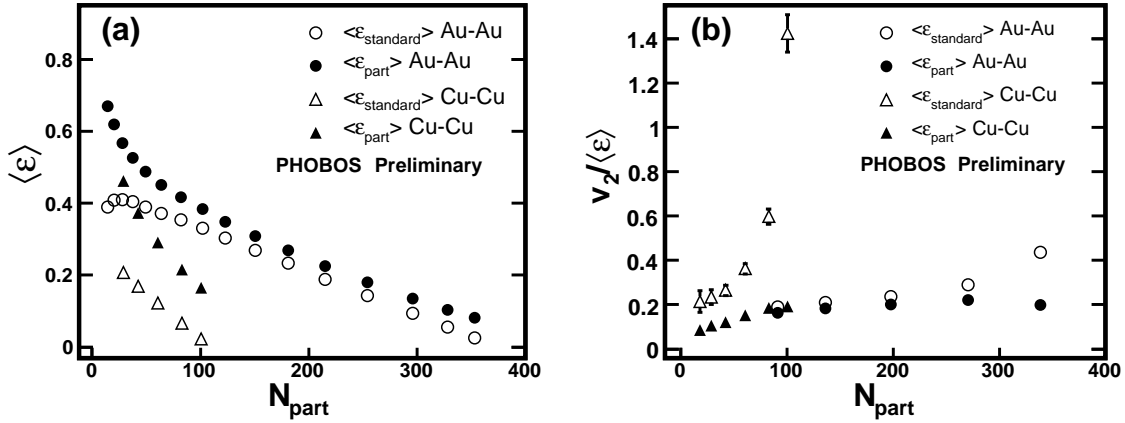 (a)
<ε_standard> Au-Au
<ε_part> Au-Au
<ε_standard> Cu-Cu
<ε_part> Cu-Cu
PHOBOS Preliminary
⟨ε⟩
0.8
0.6
0.4
0.2
0
0 100 200 300 400
N_part
(b)
<ε_standard> Au-Au
<ε_part> Au-Au
<ε_standard> Cu-Cu
<ε_part> Cu-Cu
PHOBOS Preliminary
v_2/⟨ε⟩
1.4
1.2
1
0.8
0.6
0.4
0.2
0
0 100 200 300 400
N_part